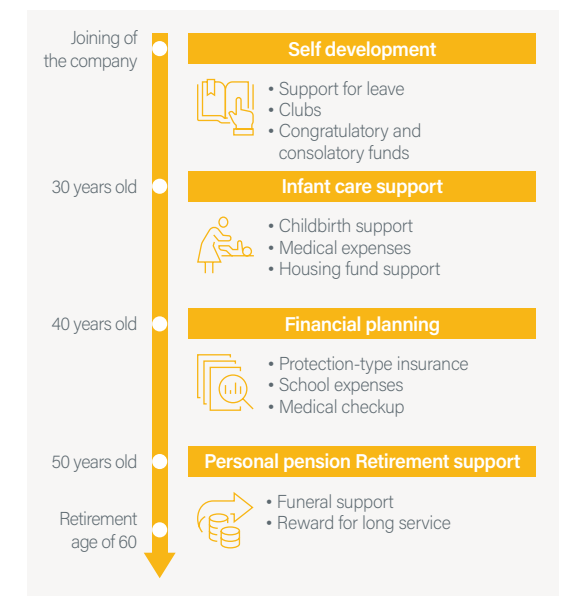 Joining of
the company
Self development
• Support for leave
• Clubs
• Congratulatory and
consolatory funds
30 years old
Infant care support
• Childbirth support
• Medical expenses
• Housing fund support
40 years old
Financial planning
• Protection-type insurance
• School expenses
• Medical checkup
50 years old
Personal pension Retirement support
• Funeral support
• Reward for long service
Retirement
age of 60